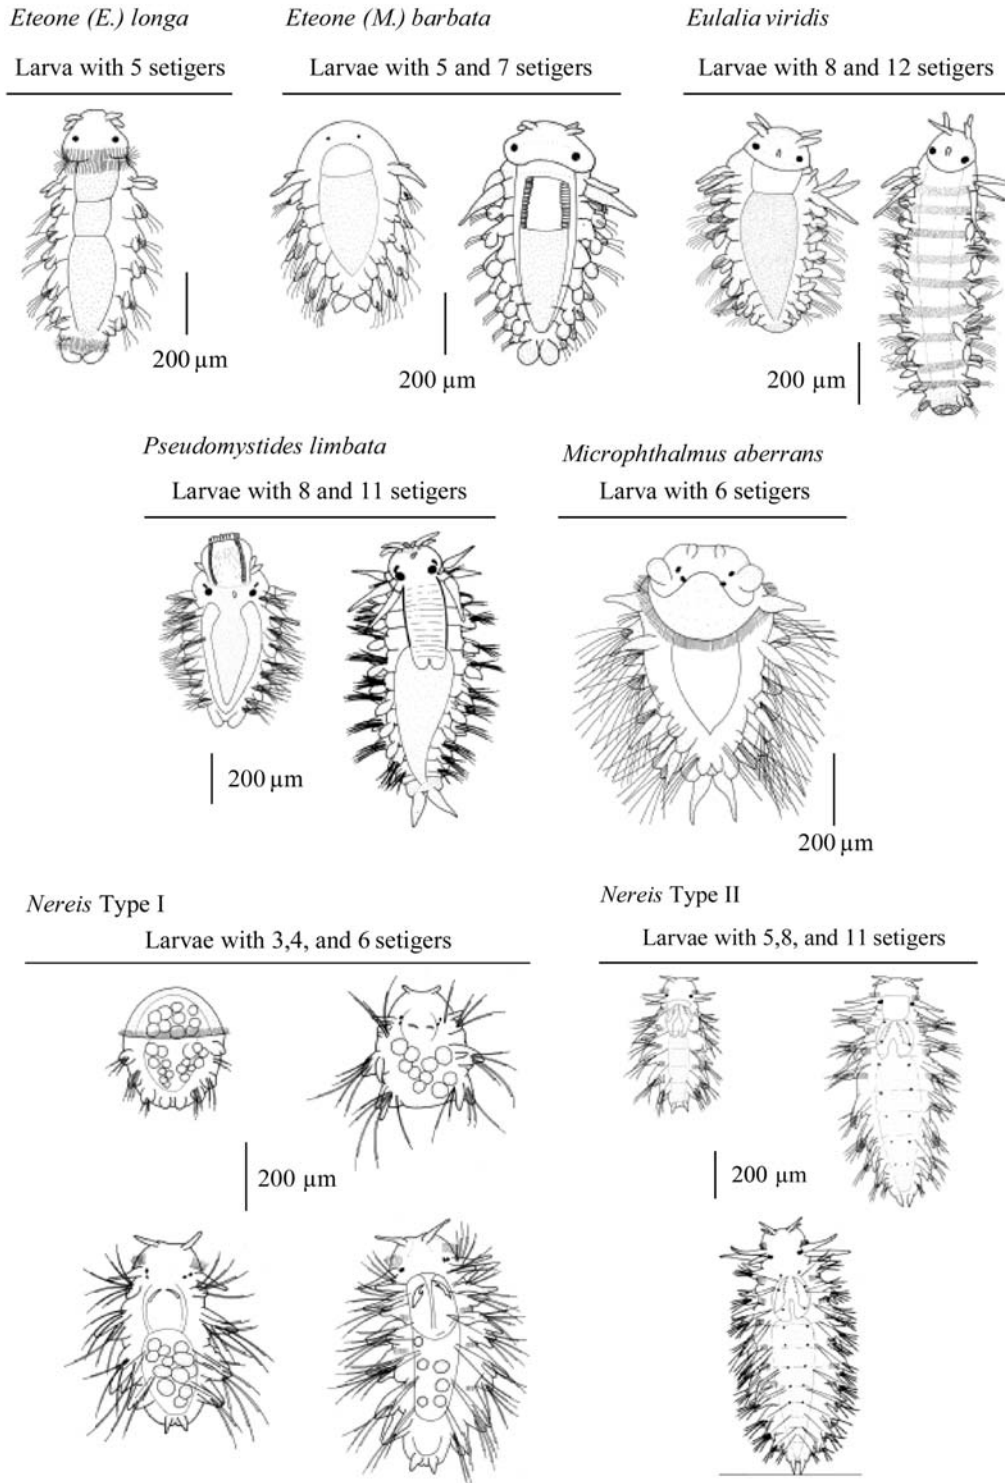 Eteone (E.) longa
Larva with 5 setigers
200 µm
Eteone (M.) barbata
Larvae with 5 and 7 setigers
200 µm
Eulalia viridis
Larvae with 8 and 12 setigers
200 µm
Pseudomystides limbata
Larvae with 8 and 11 setigers
200 µm
Microphthalmus aberrans
Larva with 6 setigers
200 µm
Nereis Type I
Larvae with 3,4, and 6 setigers
200 µm
Nereis Type II
Larvae with 5,8, and 11 setigers
200 µm